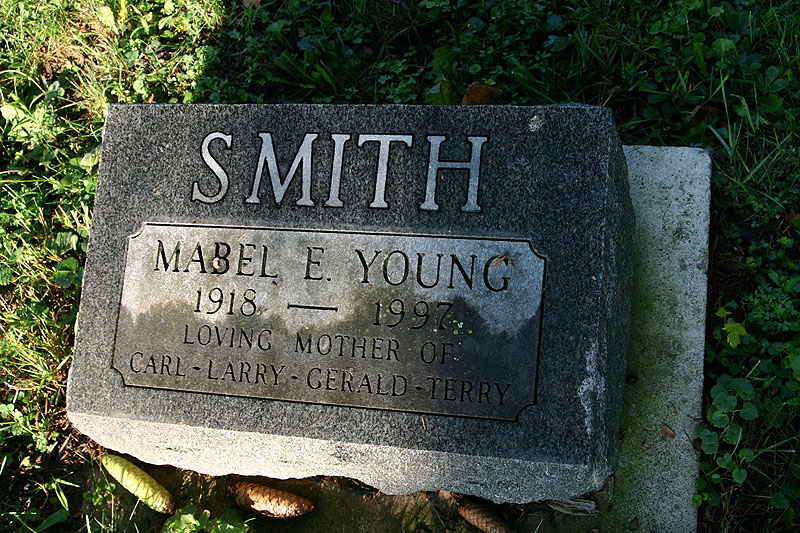 SMITH
MABEL E. YOUNG
1918 — 1997
LOVING MOTHER OF
CARL - LARRY - GERALD - TERRY